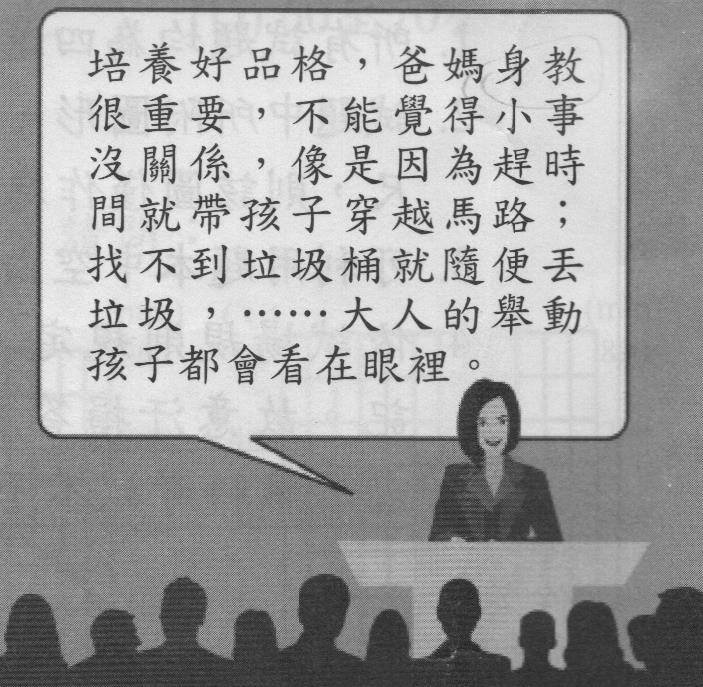 培養好品格，爸媽身教
很重要，不能覺得小事
沒關係，像是因為趕時
間就帶孩子穿越馬路；
找不到垃圾桶就隨便丟
垃圾，……大人的舉動
孩子都會看在眼裡。